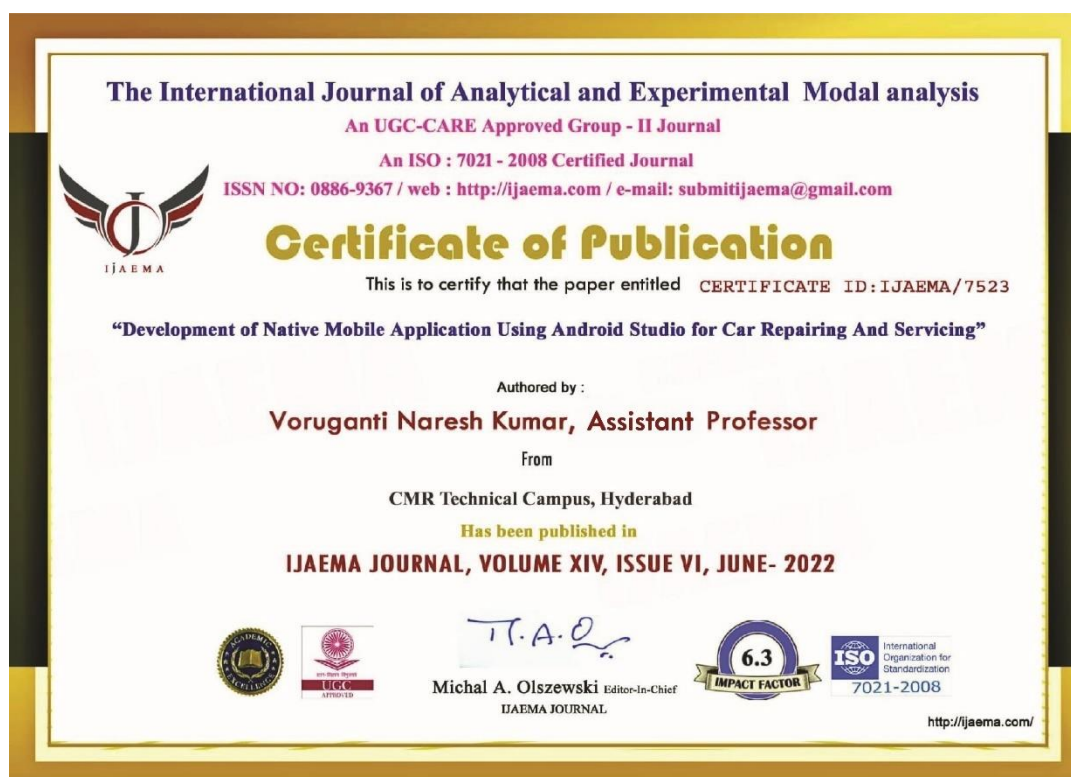 The International Journal of Analytical and Experimental Modal analysis
An UGC-CARE Approved Group - II Journal
An ISO : 7021 - 2008 Certified Journal
ISSN NO: 0886-9367 / web : http://ijaema.com / e-mail: submitijaema@gmail.com
IJAEMA
Certificate of Publication
This is to certify that the paper entitled CERTIFICATE ID:IJAEMA/7523
“Development of Native Mobile Application Using Android Studio for Car Repairing And Servicing”
Authored by :
Voruganti Naresh Kumar, Assistant Professor
From
CMR Technical Campus, Hyderabad
Has been published in
IJAEMA JOURNAL, VOLUME XIV, ISSUE VI, JUNE- 2022
ACADEMIC
EXCELLENCE
UGC
APPROVED
Michal A. Olszewski Editor-In-Chief
IJAEMA JOURNAL
6.3
IMPACT FACTOR
ISO
International
Organization for
Standardization
7021-2008
http://ijaema.com/